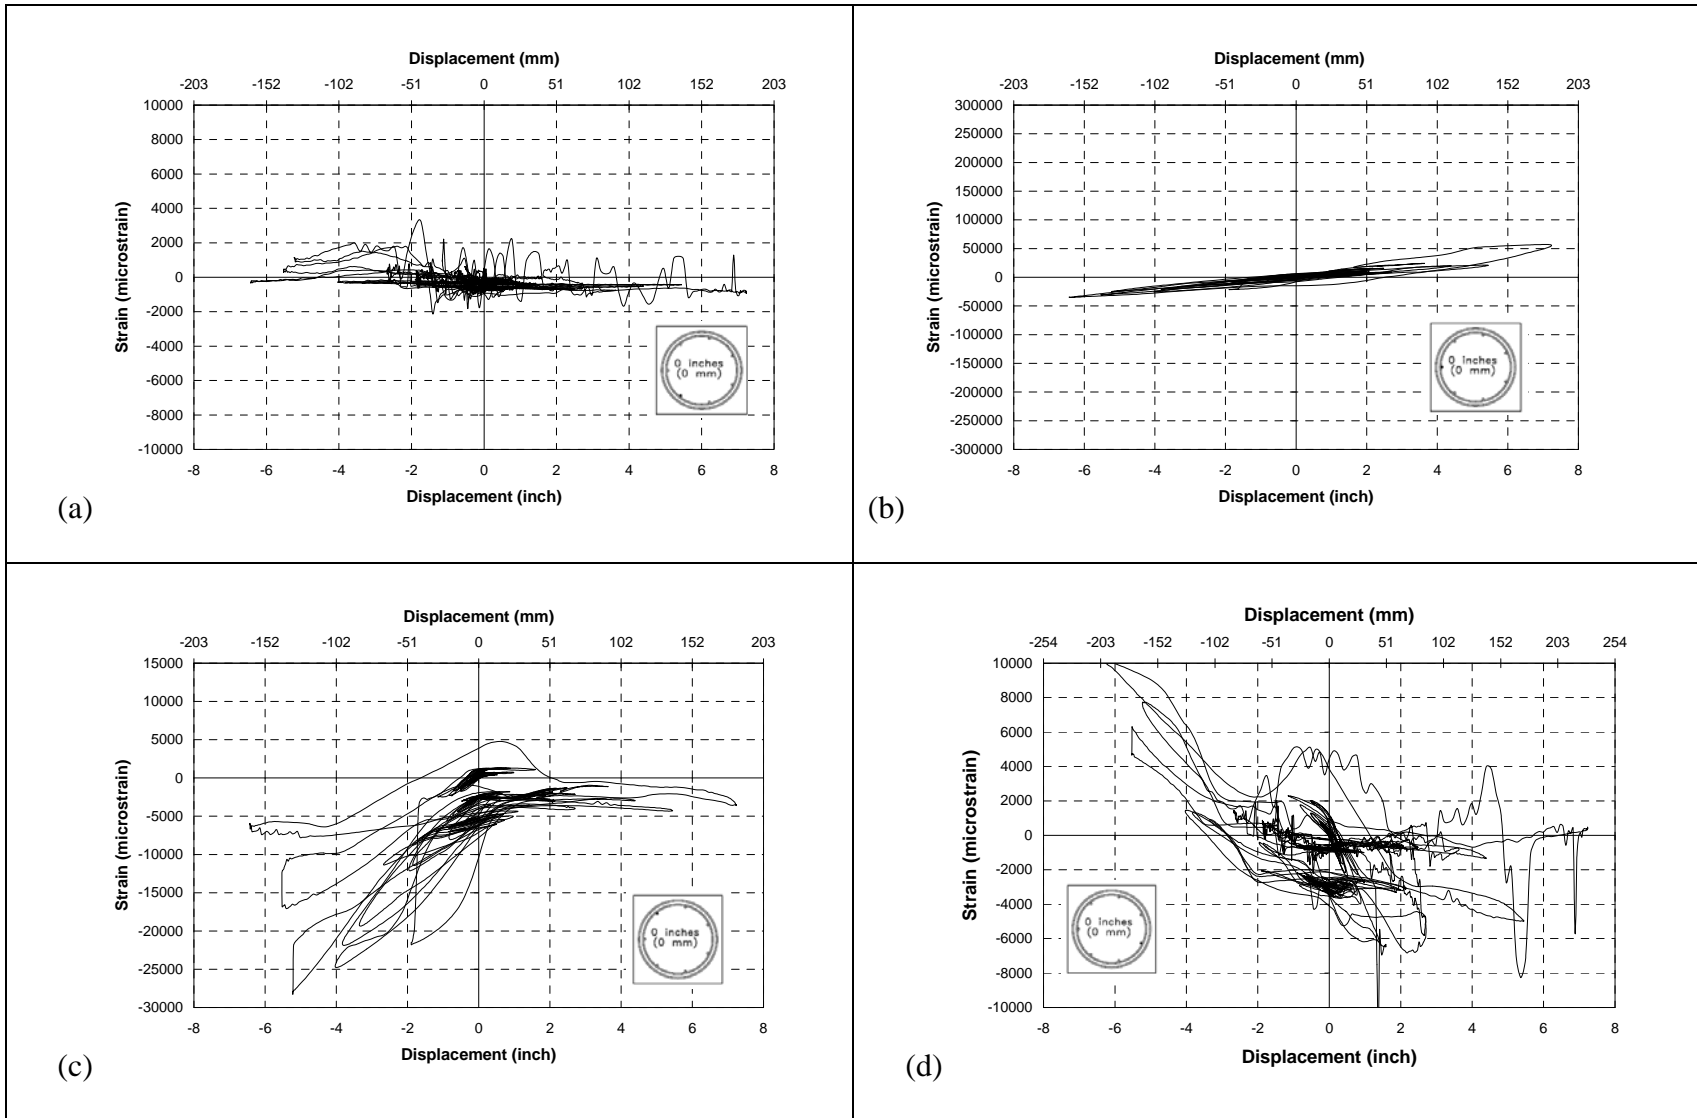 Displacement (mm)
-203 -152 -102 -51 0 51 102 152 203
10000
8000
6000
4000
2000
0
-2000
-4000
-6000
-8000
-10000
Strain (microstrain)
0 inches
(0 mm)
-8 -6 -4 -2 0 2 4 6 8
Displacement (inch)
(a)
Displacement (mm)
-203 -152 -102 -51 0 51 102 152 203
300000
250000
200000
150000
100000
50000
0
-50000
-100000
-150000
-200000
-250000
-300000
Strain (microstrain)
0 inches
(0 mm)
-8 -6 -4 -2 0 2 4 6 8
Displacement (inch)
(b)
Displacement (mm)
-203 -152 -102 -51 0 51 102 152 203
15000
10000
5000
0
-5000
-10000
-15000
-20000
-25000
-30000
Strain (microstrain)
0 inches
(0 mm)
-8 -6 -4 -2 0 2 4 6 8
Displacement (inch)
(c)
Displacement (mm)
-254 -203 -152 -102 -51 0 51 102 152 203 254
10000
8000
6000
4000
2000
0
-2000
-4000
-6000
-8000
-10000
Strain (microstrain)
0 inches
(0 mm)
-8 -6 -4 -2 0 2 4 6 8
Displacement (inch)
(d)